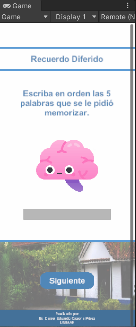 Game
Game
Display 1
Remote (N
Recuerdo Diferido
Escriba en orden las 5
palabras que se le pidió
memorizar.
Siguiente